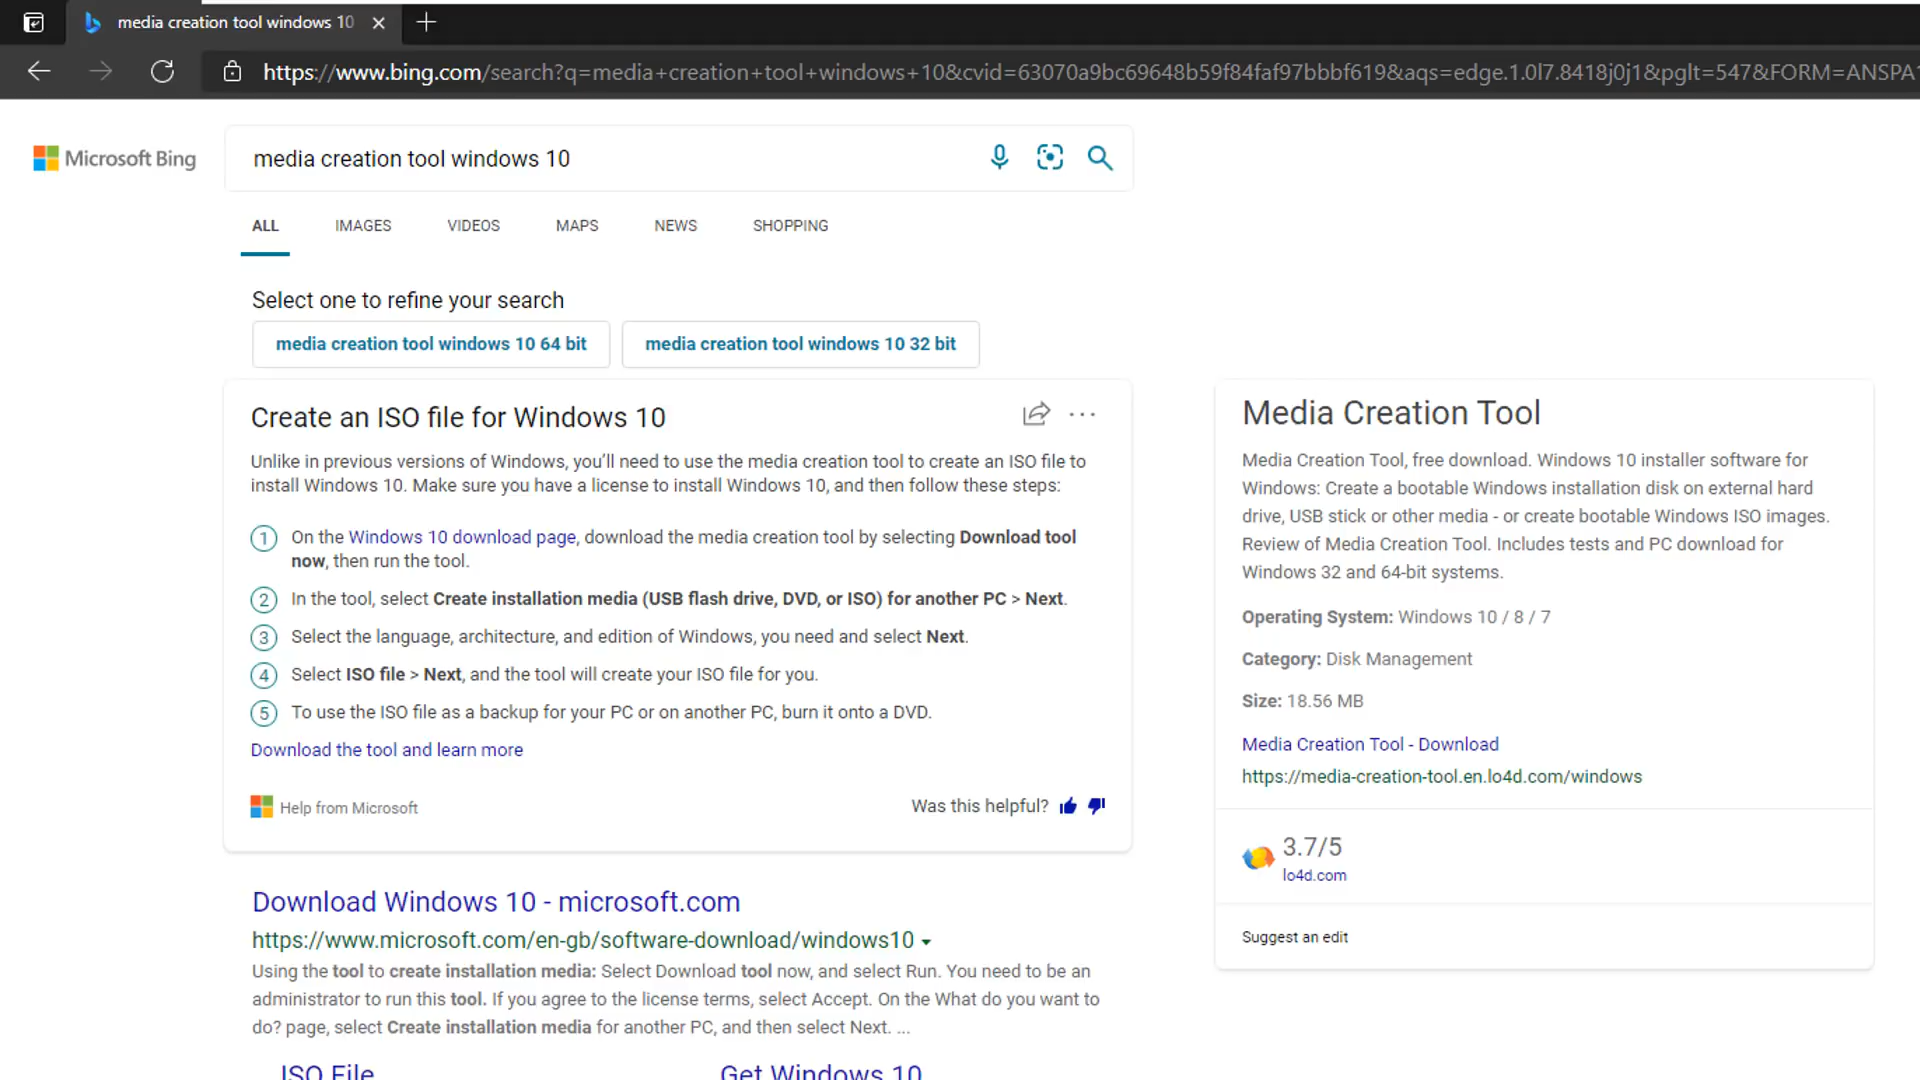 media creation tool windows 10
https://www.bing.com/search?q=media+creation+tool+windows+10&cvid=63070a9bc69648b59f84faf97bbbf619&aqs=edge.1.0l7.8418j0j1&pglt=547&FORM=ANSPA
Microsoft Bing
media creation tool windows 10
ALL IMAGES VIDEOS MAPS NEWS SHOPPING
Select one to refine your search
media creation tool windows 10 64 bit
media creation tool windows 10 32 bit
Create an ISO file for Windows 10
Unlike in previous versions of Windows, you’ll need to use the media creation tool to create an ISO file to
install Windows 10. Make sure you have a license to install Windows 10, and then follow these steps:
1 On the Windows 10 download page, download the media creation tool by selecting Download tool
now, then run the tool.
2 In the tool, select Create installation media (USB flash drive, DVD, or ISO) for another PC > Next.
3 Select the language, architecture, and edition of Windows, you need and select Next.
4 Select ISO file > Next, and the tool will create your ISO file for you.
5 To use the ISO file as a backup for your PC or on another PC, burn it onto a DVD.
Download the tool and learn more
Help from Microsoft
Was this helpful?
Download Windows 10 - microsoft.com
https://www.microsoft.com/en-gb/software-download/windows10
Using the tool to create installation media: Select Download tool now, and select Run. You need to be an
administrator to run this tool. If you agree to the license terms, select Accept. On the What do you want to
do? page, select Create installation media for another PC, and then select Next. ...
ISO File
Get Windows 10
Media Creation Tool
Media Creation Tool, free download. Windows 10 installer software for
Windows: Create a bootable Windows installation disk on external hard
drive, USB stick or other media - or create bootable Windows ISO images.
Review of Media Creation Tool. Includes tests and PC download for
Windows 32 and 64-bit systems.
Operating System: Windows 10 / 8 / 7
Category: Disk Management
Size: 18.56 MB
Media Creation Tool - Download
https://media-creation-tool.en.lo4d.com/windows
3.7/5
lo4d.com
Suggest an edit